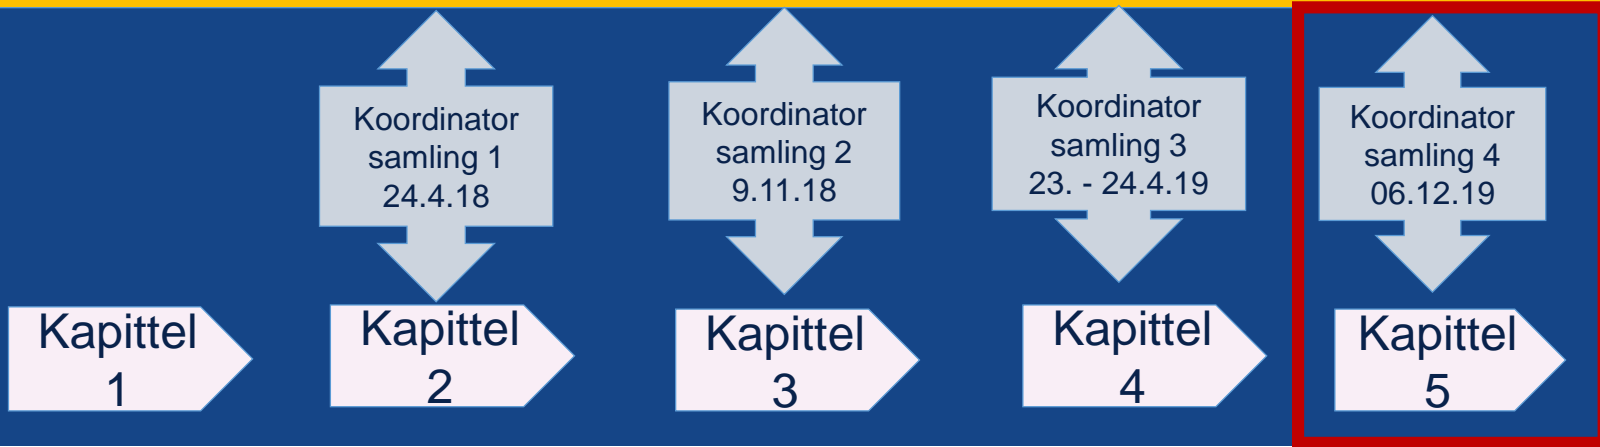 Koordinator
samling 1
24.4.18
Koordinator
samling 2
9.11.18
Koordinator
samling 3
23. - 24.4.19
Koordinator
samling 4
06.12.19
Kapittel
1
Kapittel
2
Kapittel
3
Kapittel
4
Kapittel
5